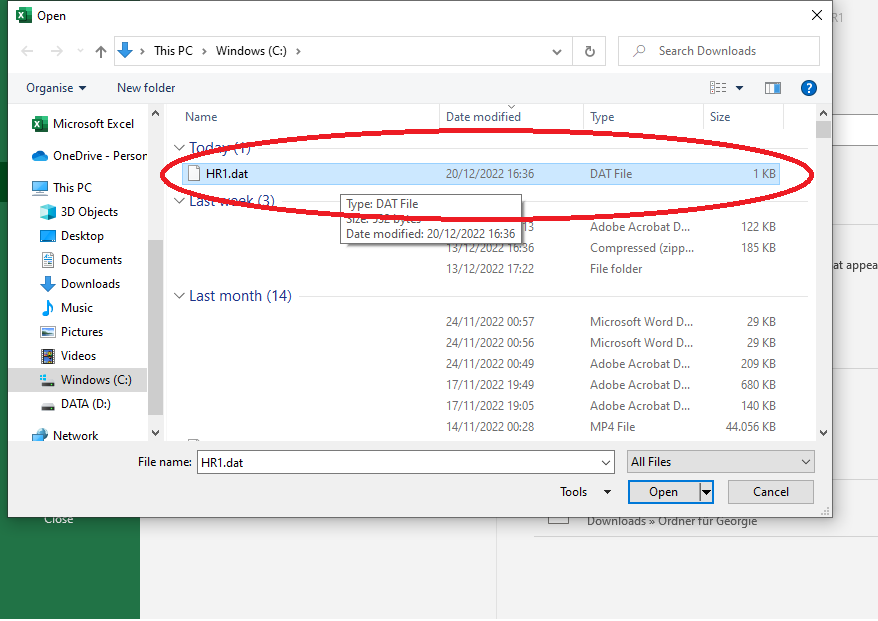 Open
R1
This PC > Windows (C:) >
Search Downloads
Organise
New folder
?
Name
Date modified
Type
Size
Microsoft Excel
OneDrive - Person
This PC
3D Objects
Desktop
Documents
Downloads
Music
Pictures
Videos
Windows (C:)
DATA (D:)
Network
Today (1)
HR1.dat 20/12/2022 16:36 DAT File 1 KB
Last week (3)
Type: DAT File
Date modified: 20/12/2022 16:36
Adobe Acrobat D... 122 KB
13/12/2022 16:36 Compressed (zipp... 185 KB
13/12/2022 17:22 File folder
at appea
Last month (14)
24/11/2022 00:57 Microsoft Word D... 29 KB
24/11/2022 00:56 Microsoft Word D... 29 KB
24/11/2022 00:49 Adobe Acrobat D... 209 KB
17/11/2022 19:49 Adobe Acrobat D... 680 KB
17/11/2022 19:05 Adobe Acrobat D... 140 KB
14/11/2022 00:28 MP4 File 44.056 KB
File name: HR1.dat
All Files
Tools
Open
Cancel
Close
Downloads » Ordner für Georgie